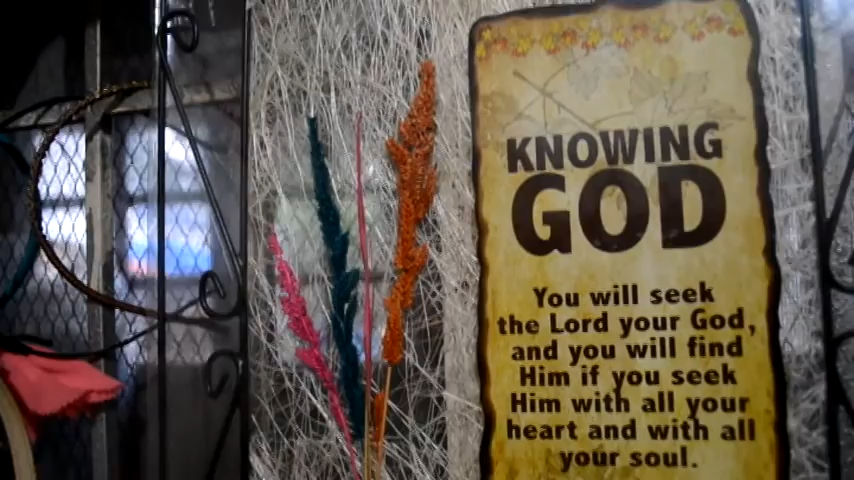 KNOWING
GOD
You will seek
the Lord your God,
and you will find
Him if you seek
Him with all your
heart and with all
your soul.